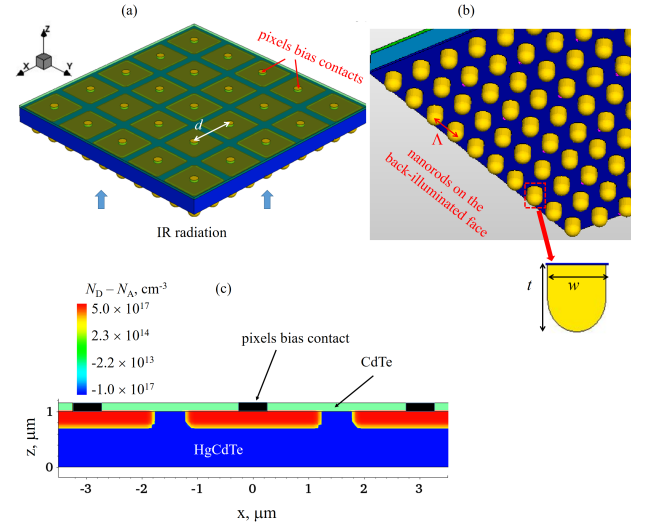 (a)
(b)
Z
X
Y
pixels bias contacts
d
Λ
nanorods on the
back-illuminated face
IR radiation
t
w
N_D – N_A, cm⁻³
(c)
5.0 × 10¹⁷
2.3 × 10¹⁴
-2.2 × 10¹³
-1.0 × 10¹⁷
pixels bias contact
CdTe
HgCdTe
z, μm
1
0
-3
-2
-1
0
1
2
3
x, μm